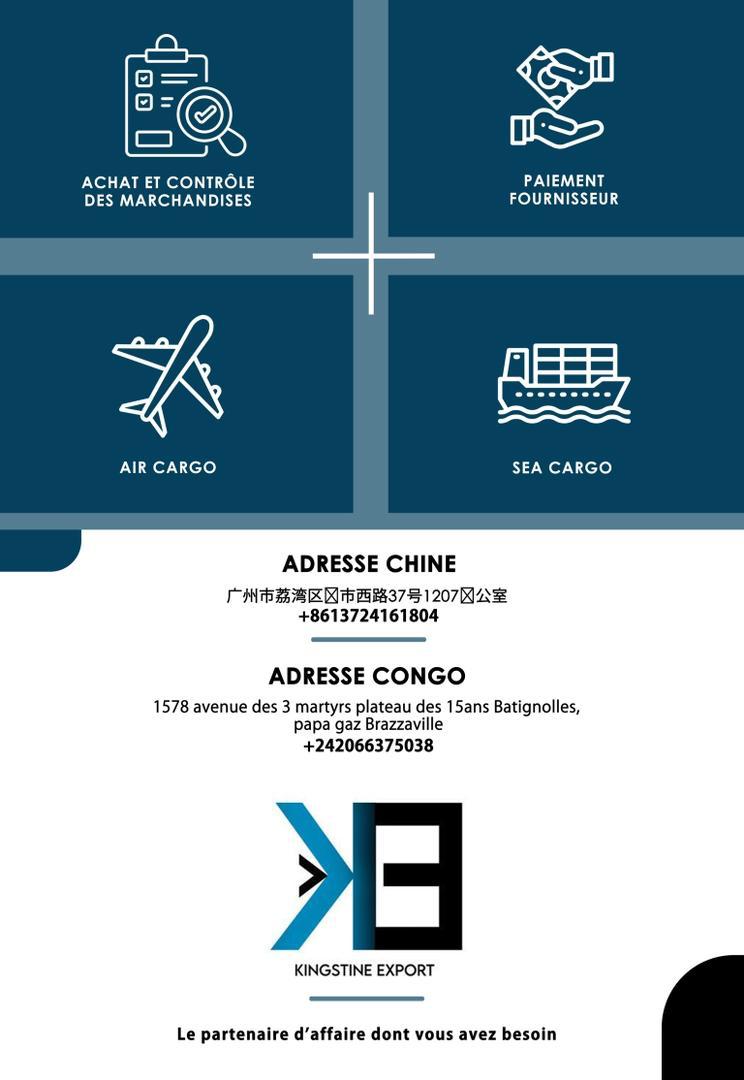 ACHAT ET CONTRÔLE
DES MARCHANDISES
PAIEMENT
FOURNISSEUR
AIR CARGO
SEA CARGO
ADRESSE CHINE
广州市荔湾区☒市西路37号1207☒公室
+8613724161804
ADRESSE CONGO
1578 avenue des 3 martyrs plateau des 15ans Batignolles,
papa gaz Brazzaville
+242066375038
KE
KINGSTINE EXPORT
Le partenaire d’affaire dont vous avez besoin